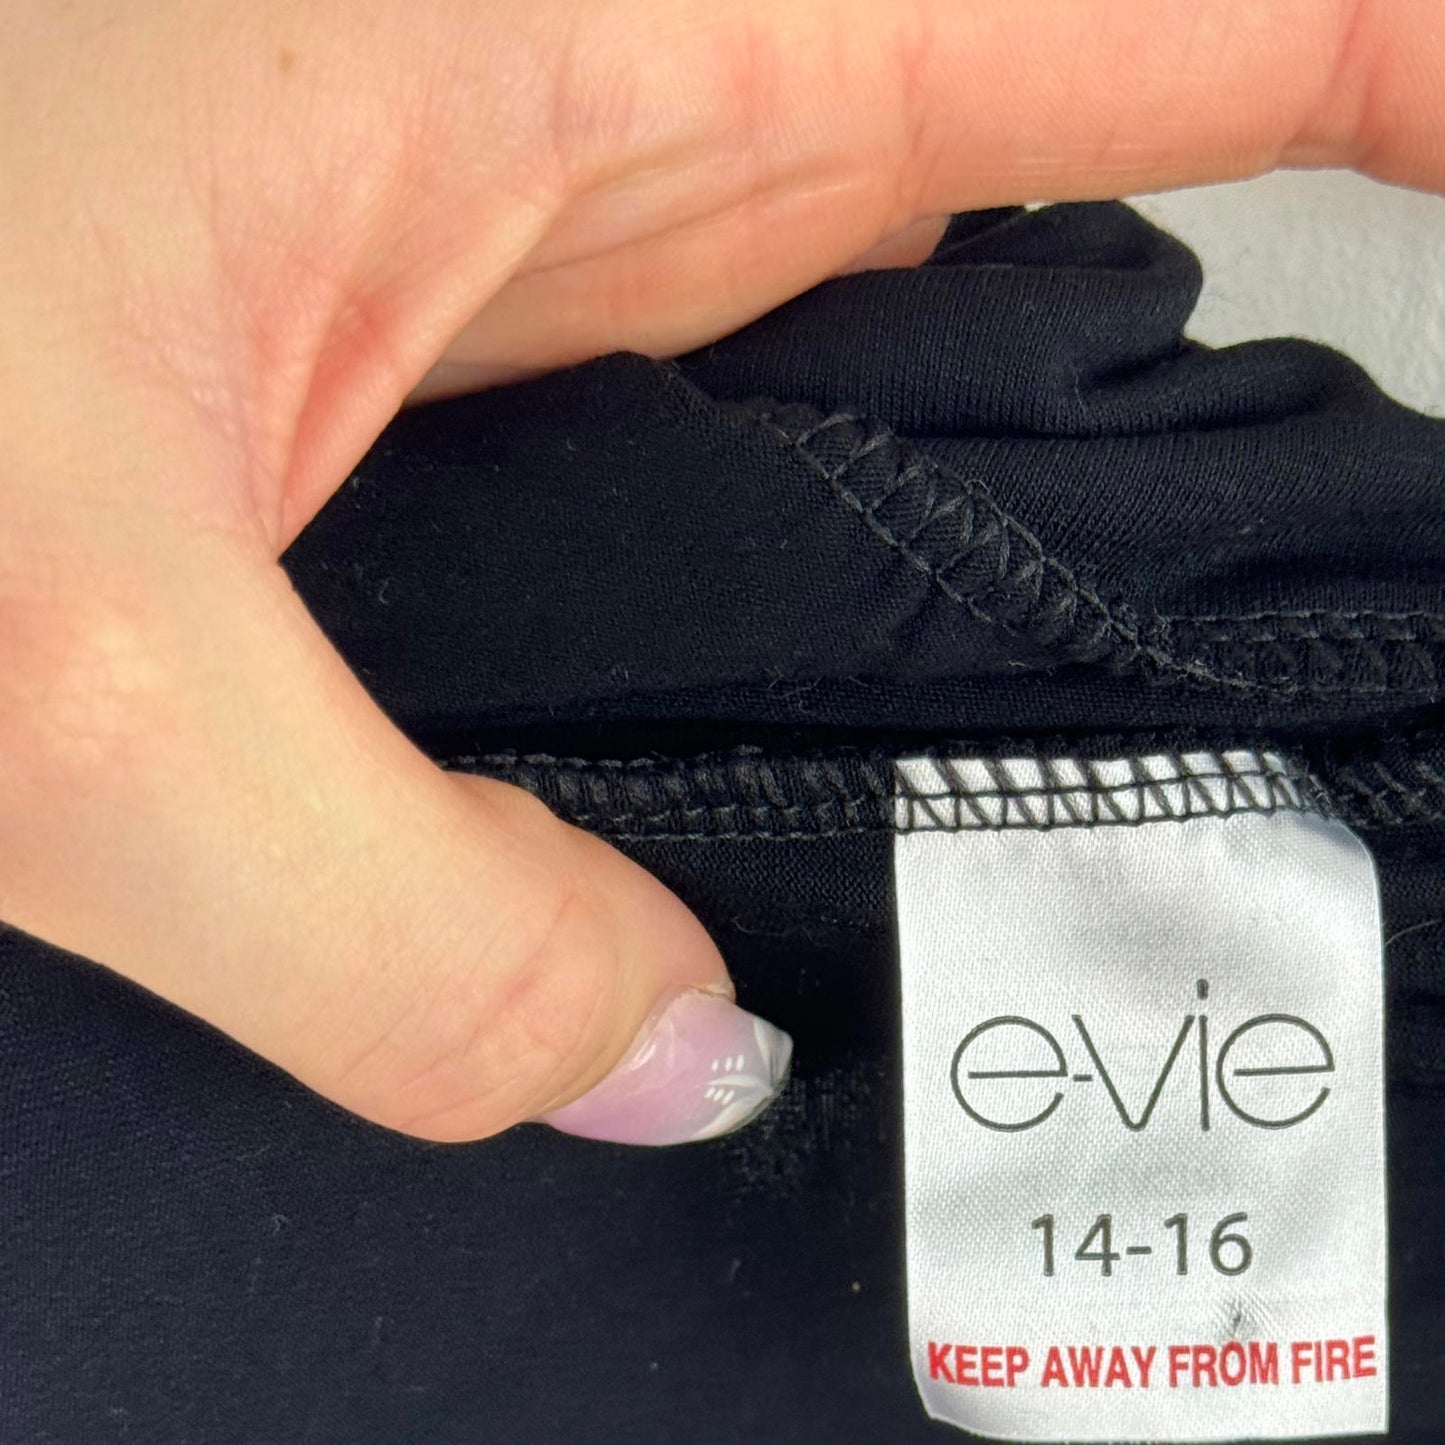 e-vie
14-16
KEEP AWAY FROM FIRE